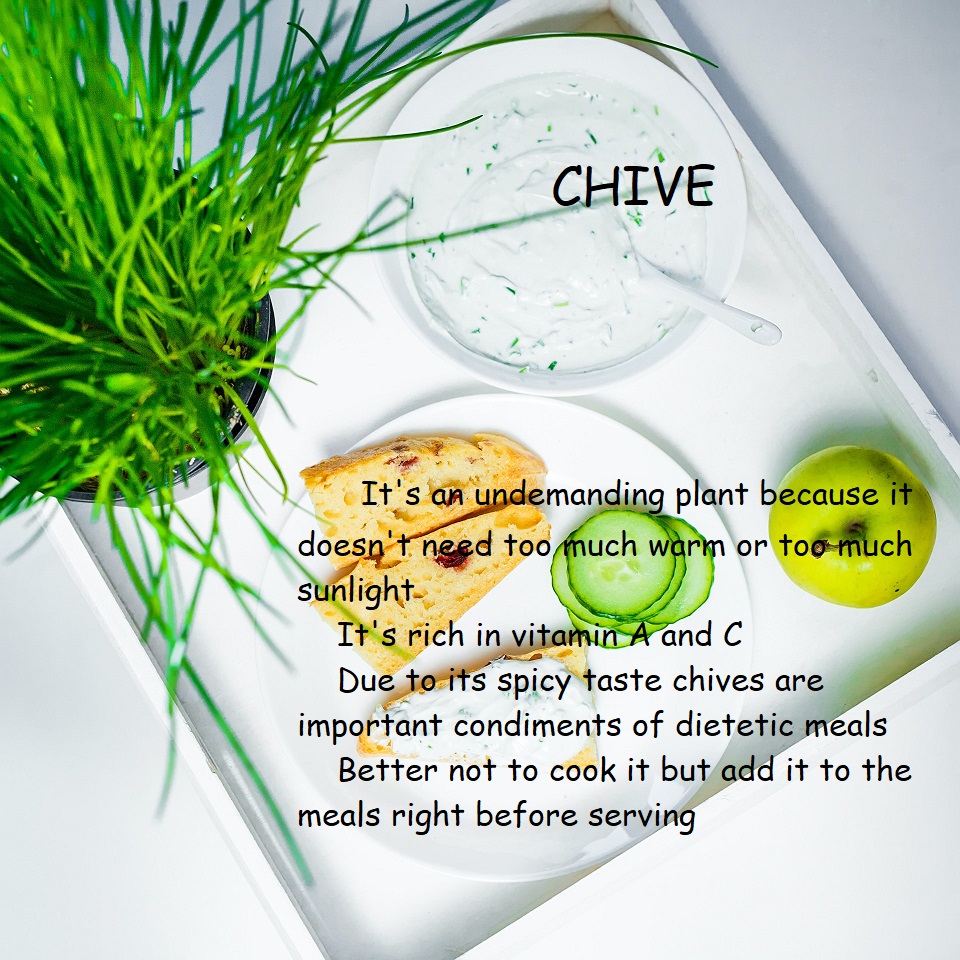 CHIVE
It's an undemanding plant because it
doesn't need too much warm or too much
sunlight
It's rich in vitamin A and C
Due to its spicy taste chives are
important condiments of dietetic meals
Better not to cook it but add it to the
meals right before serving